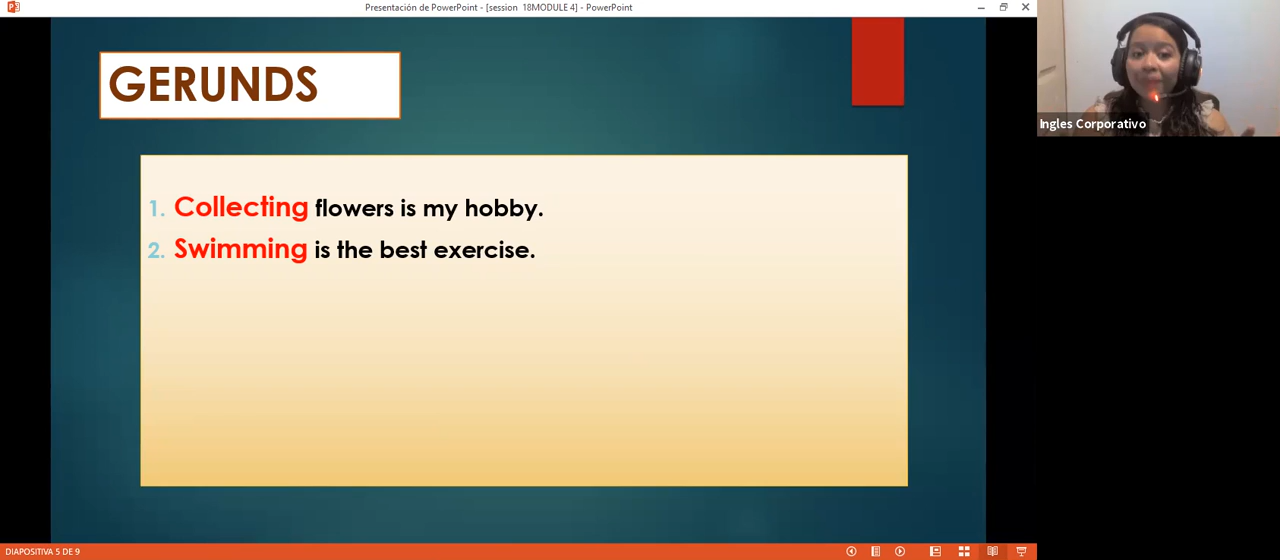 Presentación de PowerPoint - [session  18MODULE 4] - PowerPoint
GERUNDS
1. Collecting flowers is my hobby.
2. Swimming is the best exercise.
Ingles Corporativo
DIAPOSITIVA 5 DE 9